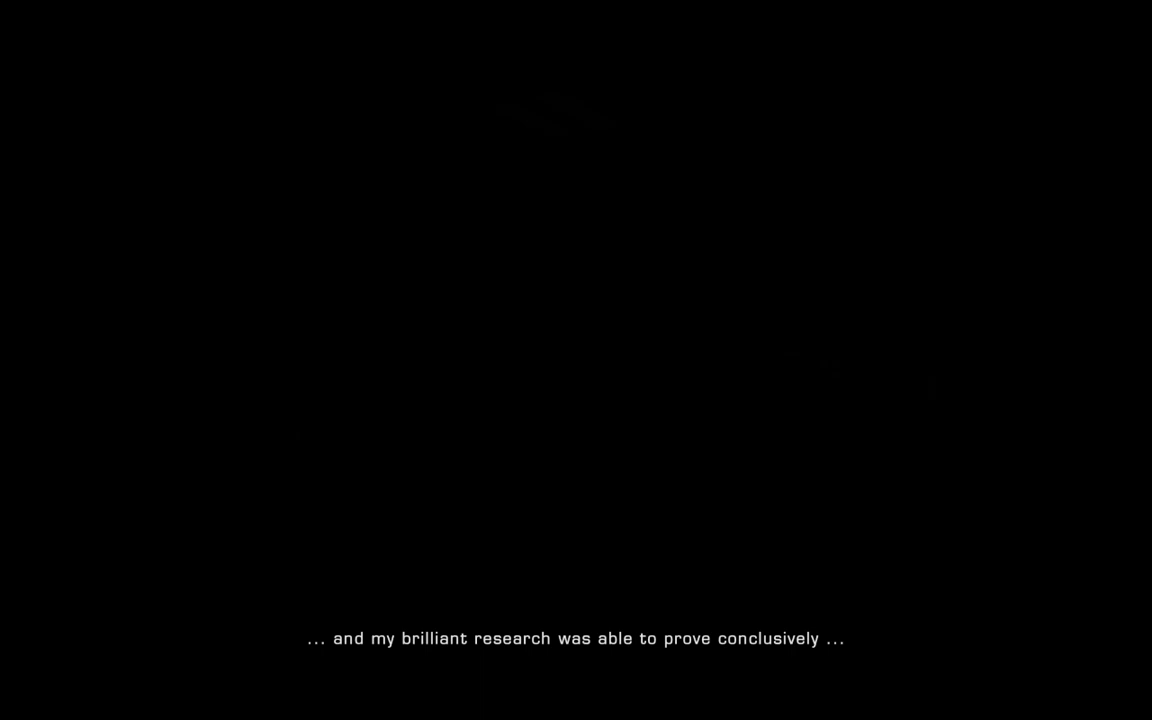 ... and my brilliant research was able to prove conclusively ...